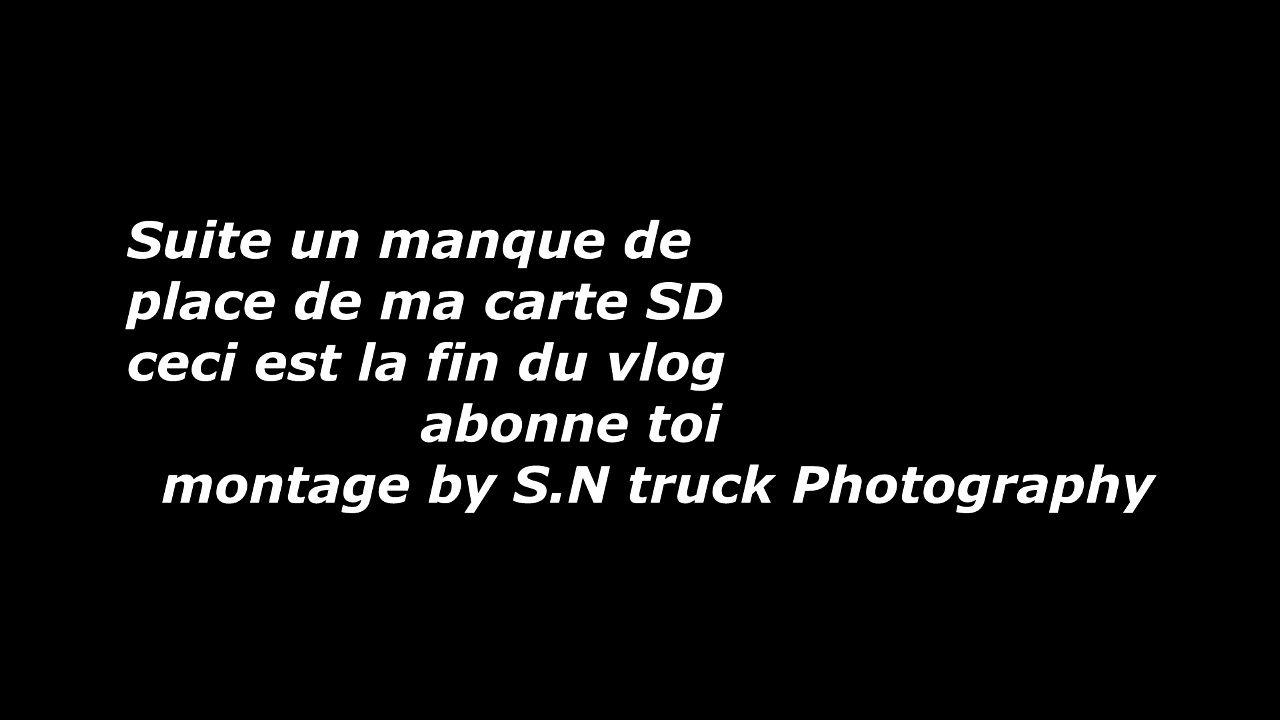 Suite un manque de
place de ma carte SD
ceci est la fin du vlog
abonne toi
montage by S.N truck Photography